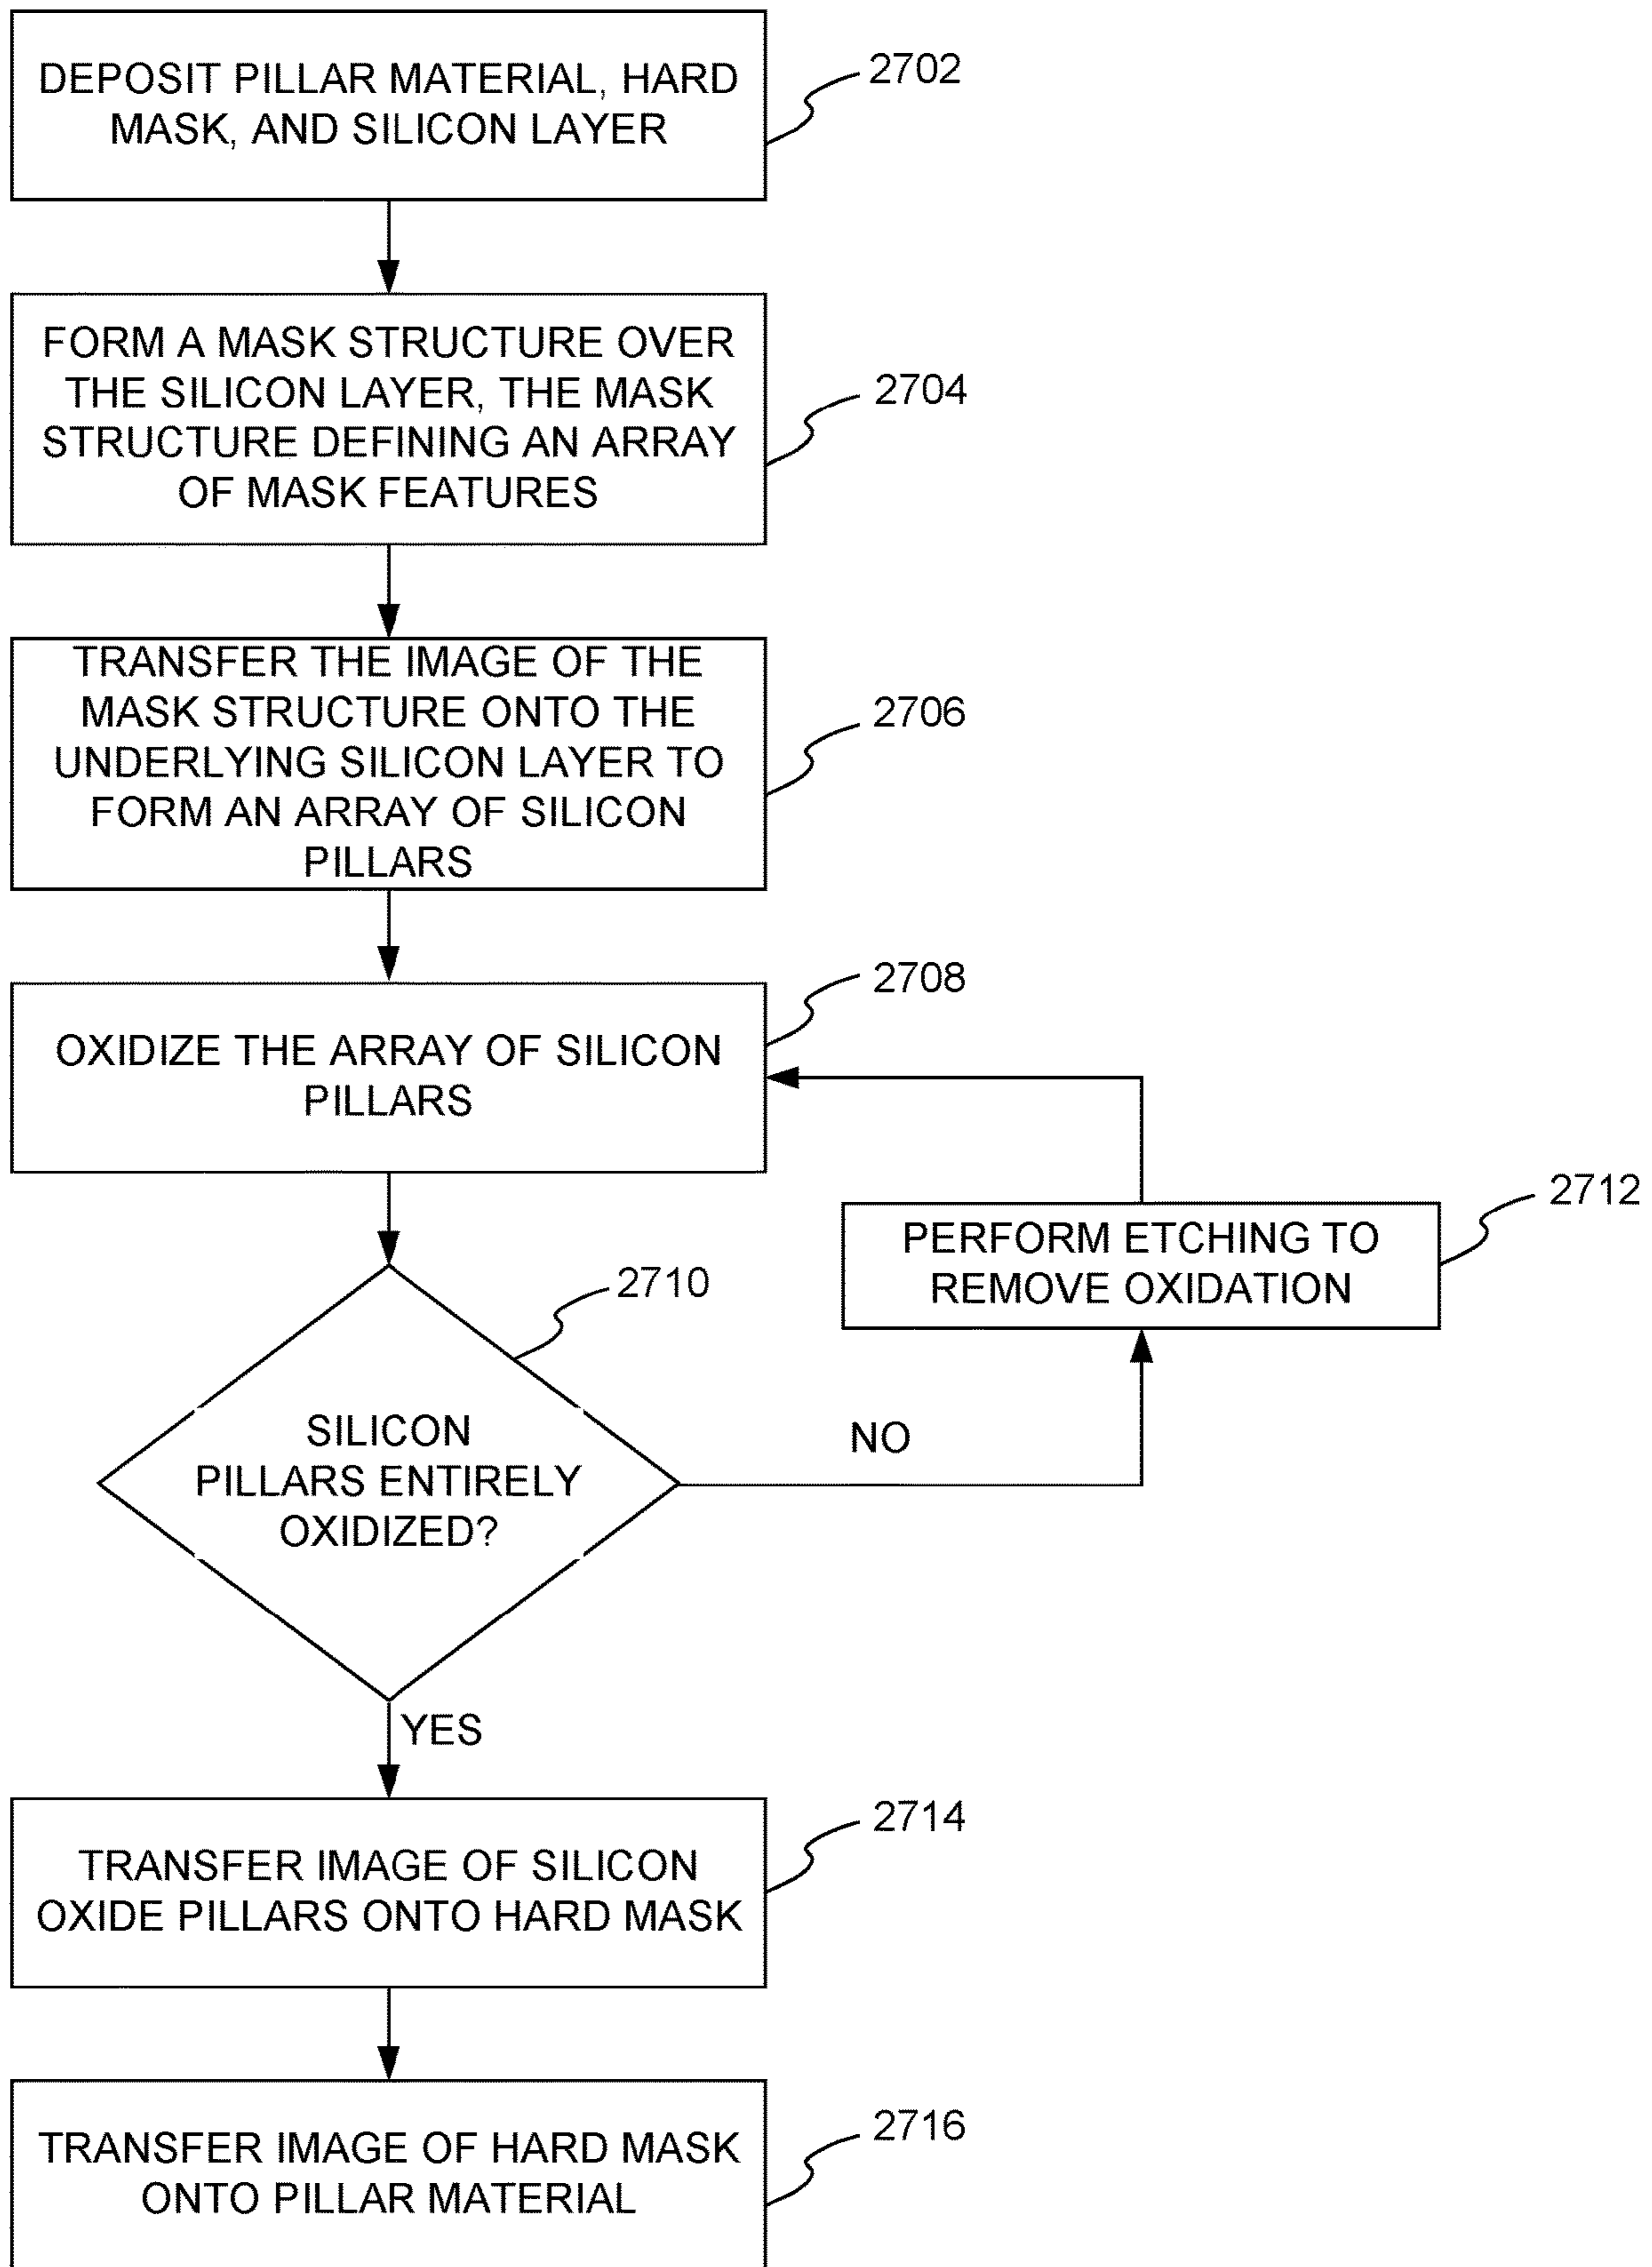 DEPOSIT PILLAR MATERIAL, HARD
MASK, AND SILICON LAYER
2702
FORM A MASK STRUCTURE OVER
THE SILICON LAYER, THE MASK
STRUCTURE DEFINING AN ARRAY
OF MASK FEATURES
2704
TRANSFER THE IMAGE OF THE
MASK STRUCTURE ONTO THE
UNDERLYING SILICON LAYER TO
FORM AN ARRAY OF SILICON
PILLARS
2706
OXIDIZE THE ARRAY OF SILICON
PILLARS
2708
SILICON
PILLARS ENTIRELY
OXIDIZED?
2710
NO
PERFORM ETCHING TO
REMOVE OXIDATION
2712
YES
TRANSFER IMAGE OF SILICON
OXIDE PILLARS ONTO HARD MASK
2714
TRANSFER IMAGE OF HARD MASK
ONTO PILLAR MATERIAL
2716